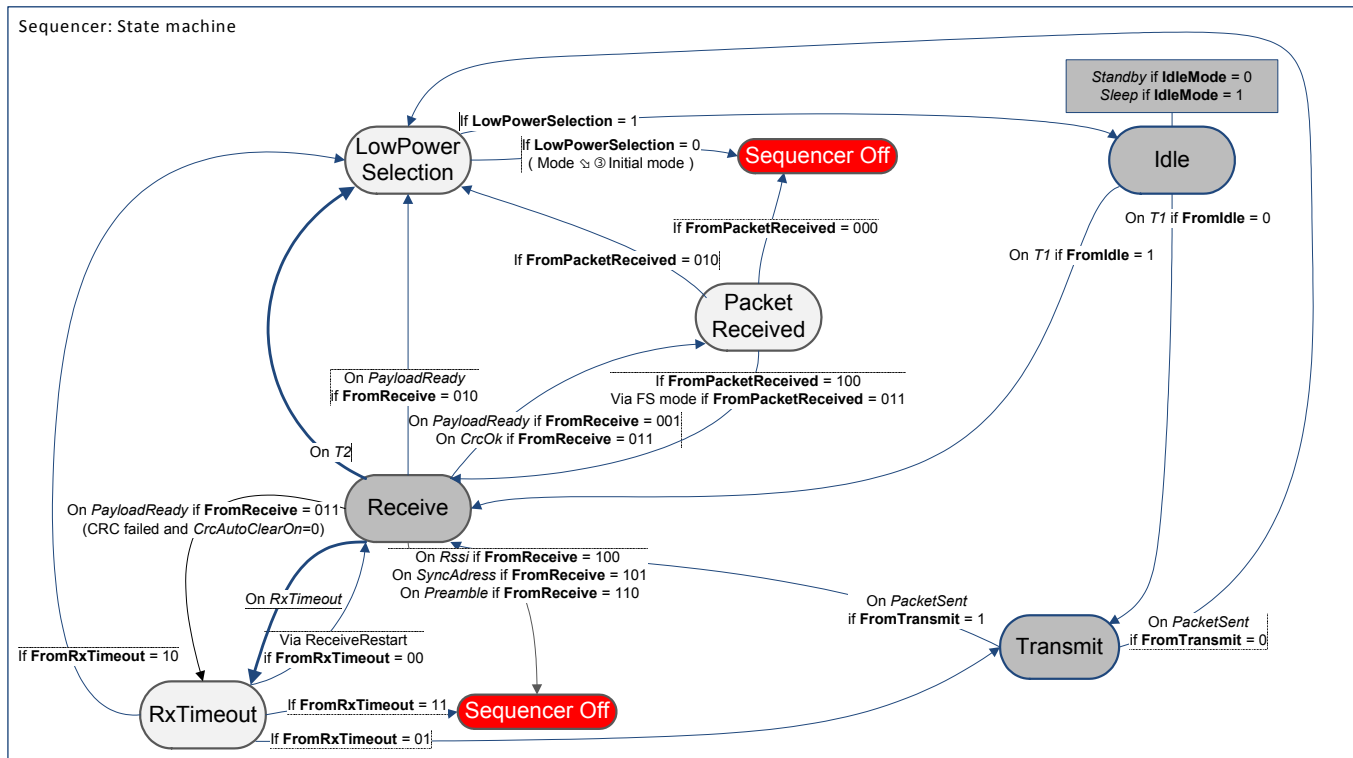 Sequencer: State machine
Standby if IdleMode = 0
Sleep if IdleMode = 1
If LowPowerSelection = 1
LowPower
Selection
If LowPowerSelection = 0
( Mode ⇘ ③ Initial mode )
Sequencer Off
Idle
On T1 if FromIdle = 0
If FromPacketReceived = 000
On T1 if FromIdle = 1
If FromPacketReceived = 010
Packet
Received
On PayloadReady
if FromReceive = 010
If FromPacketReceived = 100
Via FS mode if FromPacketReceived = 011
On PayloadReady if FromReceive = 001
On CrcOk if FromReceive = 011
On T2
Receive
On PayloadReady if FromReceive = 011
(CRC failed and CrcAutoClearOn=0)
On Rssi if FromReceive = 100
On SyncAdress if FromReceive = 101
On Preamble if FromReceive = 110
On RxTimeout
On PacketSent
if FromTransmit = 1
On PacketSent
if FromTransmit = 0
Transmit
Via ReceiveRestart
if FromRxTimeout = 00
If FromRxTimeout = 10
RxTimeout
If FromRxTimeout = 11
Sequencer Off
If FromRxTimeout = 01